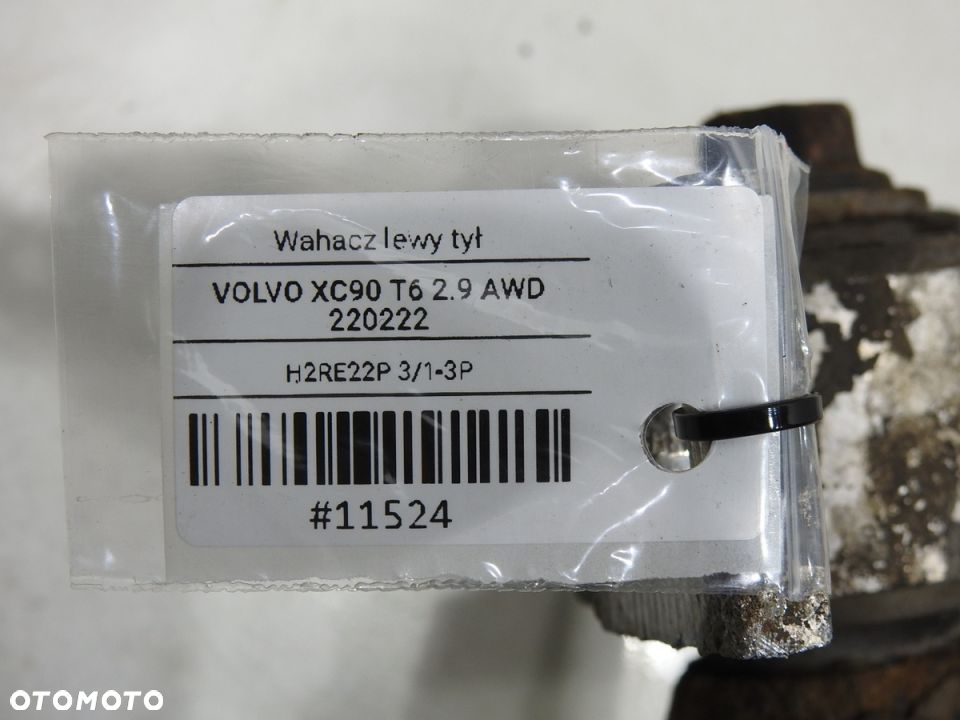 Wahacz lewy tył
VOLVO XC90 T6 2.9 AWD
220222
H2RE22P 3/1-3P
#11524
OTOMOTO